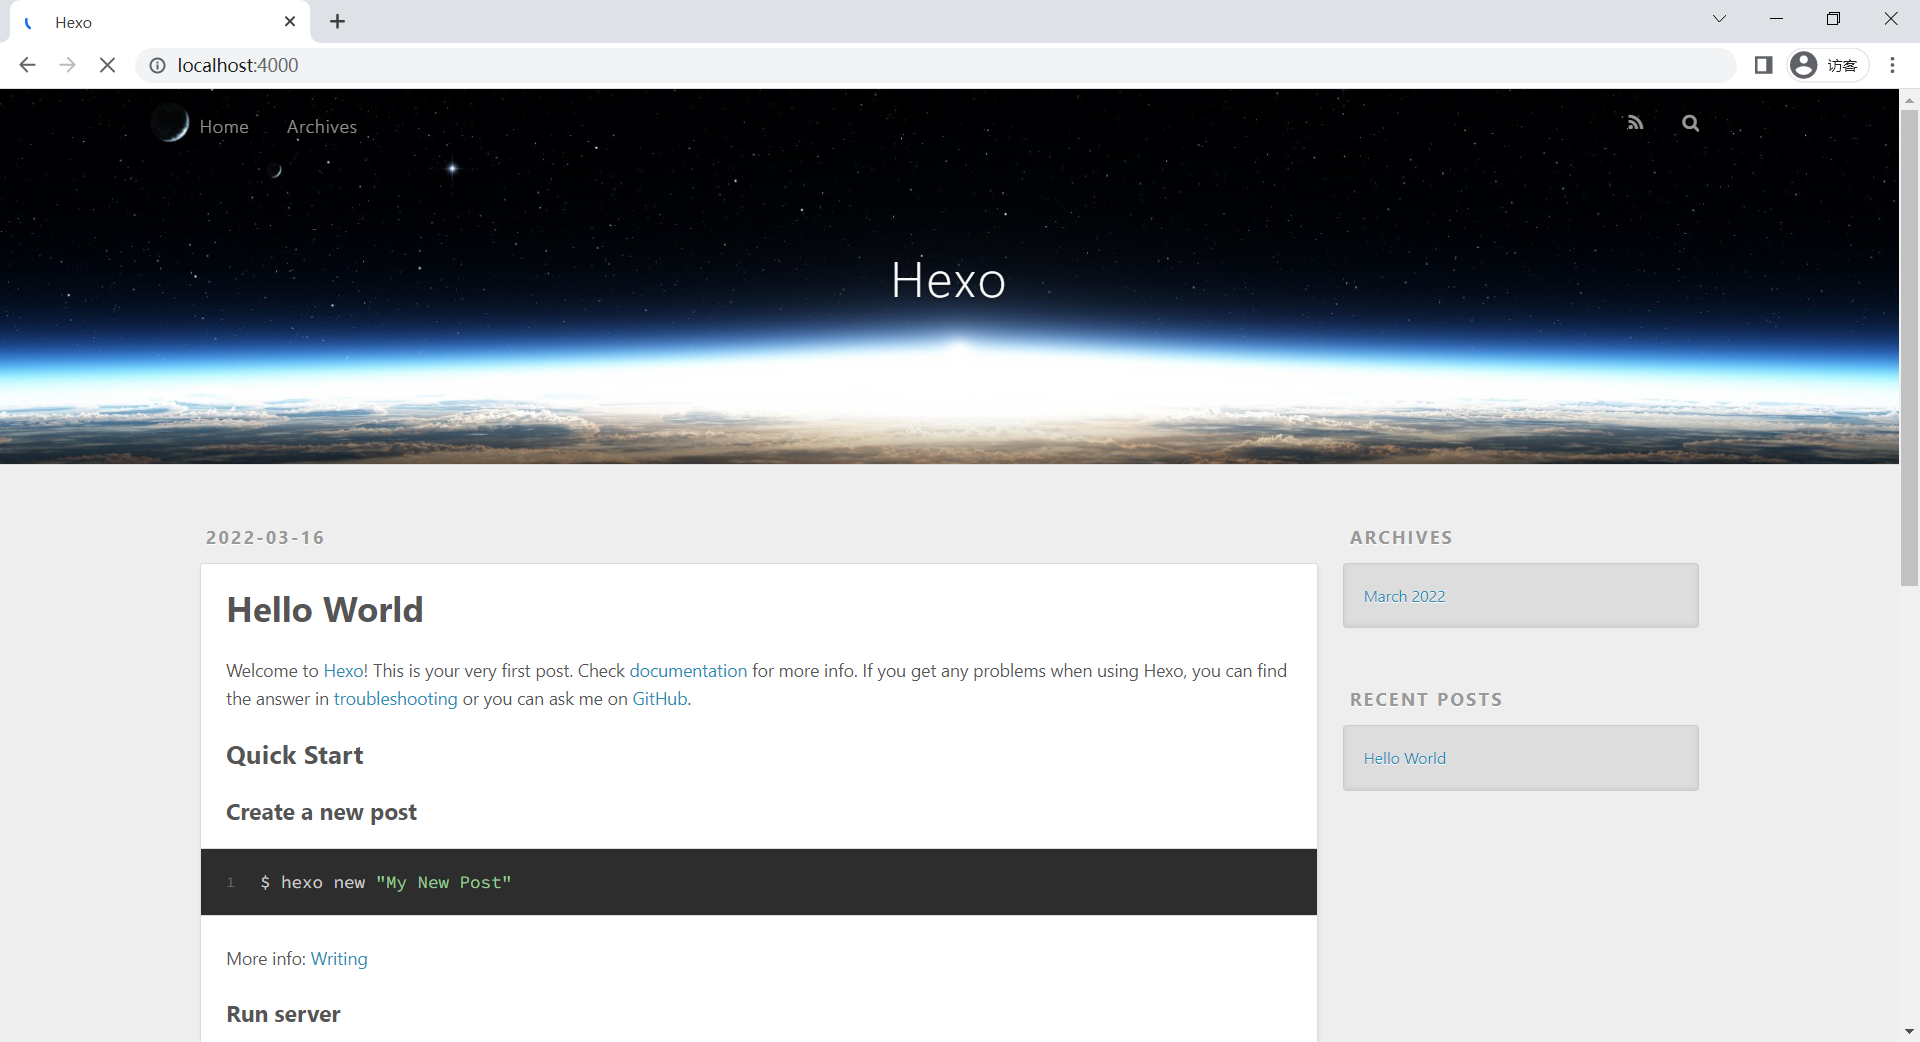 Hexo
localhost:4000
访客
Home
Archives
Hexo
2022-03-16
Hello World
Welcome to Hexo! This is your very first post. Check documentation for more info. If you get any problems when using Hexo, you can find
the answer in troubleshooting or you can ask me on GitHub.
Quick Start
Create a new post
1 $ hexo new "My New Post"
More info: Writing
Run server
ARCHIVES
March 2022
RECENT POSTS
Hello World